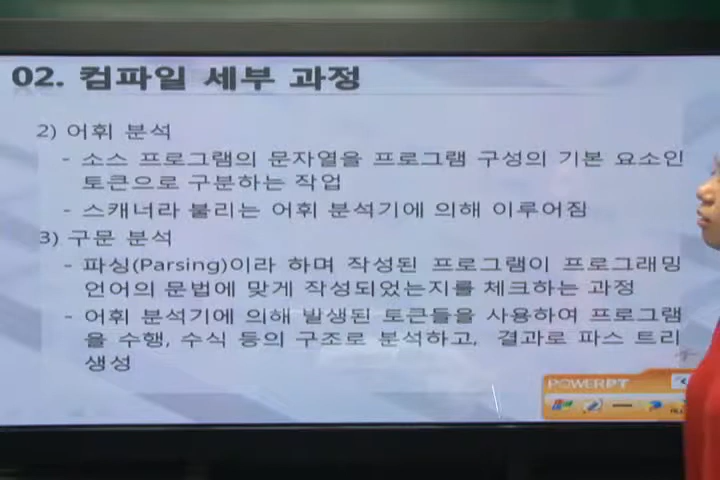 02. 컴파일 세부 과정
2) 어휘 분석
- 소스 프로그램의 문자열을 프로그램 구성의 기본 요소인
토큰으로 구분하는 작업
- 스캐너라 불리는 어휘 분석기에 의해 이루어짐
3) 구문 분석
- 파싱(Parsing)이라 하며 작성된 프로그램이 프로그래밍
언어의 문법에 맞게 작성되었는지를 체크하는 과정
- 어휘 분석기에 의해 발생된 토큰들을 사용하여 프로그램
을 수행, 수식 등의 구조로 분석하고, 결과로 파스 트리
생성
POWERPT